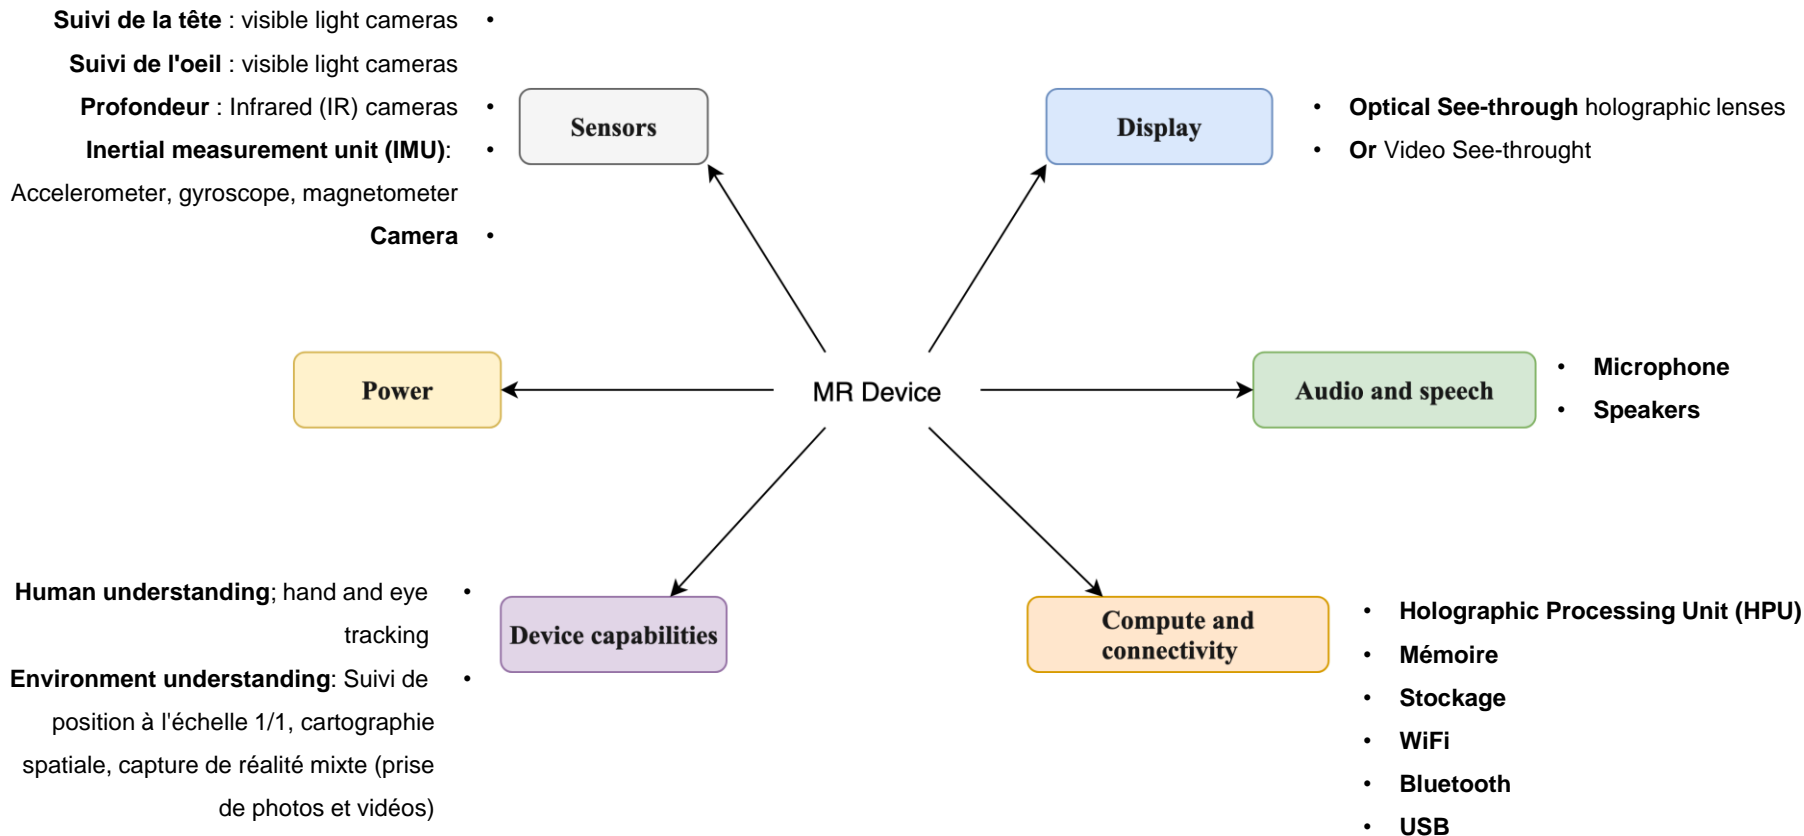 Suivi de la tête : visible light cameras •
Suivi de l'oeil : visible light cameras
Profondeur : Infrared (IR) cameras •
Inertial measurement unit (IMU): •
Accelerometer, gyroscope, magnetometer
Camera •
Sensors
Display
• Optical See-through holographic lenses
• Or Video See-throught
Power
MR Device
Audio and speech
• Microphone
• Speakers
Human understanding; hand and eye •
tracking
Environment understanding: Suivi de •
position à l'échelle 1/1, cartographie
spatiale, capture de réalité mixte (prise
de photos et vidéos)
Device capabilities
Compute and
connectivity
• Holographic Processing Unit (HPU)
• Mémoire
• Stockage
• WiFi
• Bluetooth
• USB